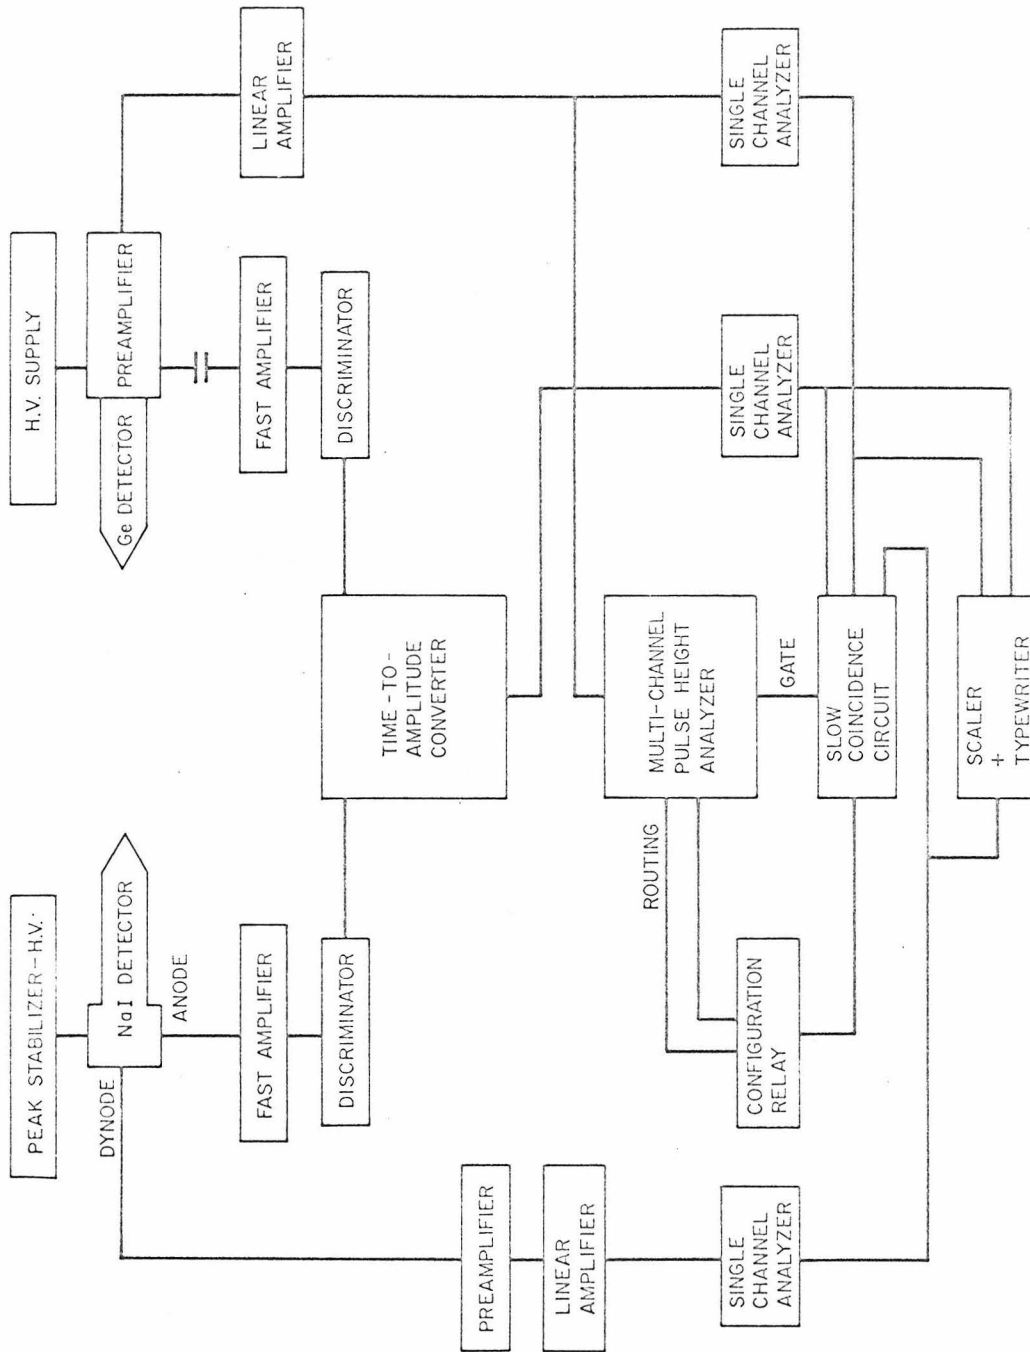 PEAK STABILIZER - H.V.
H.V. SUPPLY
DYNODE
NaI DETECTOR
ANODE
Ge DETECTOR
PREAMPLIFIER
FAST AMPLIFIER
FAST AMPLIFIER
LINEAR
AMPLIFIER
DISCRIMINATOR
DISCRIMINATOR
TIME-TO-
AMPLITUDE
CONVERTER
PREAMPLIFIER
LINEAR
AMPLIFIER
ROUTING
MULTI-CHANNEL
PULSE HEIGHT
ANALYZER
SINGLE
CHANNEL
ANALYZER
CONFIGURATION
RELAY
GATE
SINGLE
CHANNEL
ANALYZER
SINGLE
CHANNEL
ANALYZER
SLOW
COINCIDENCE
CIRCUIT
SCALER
+
TYPEWRITER